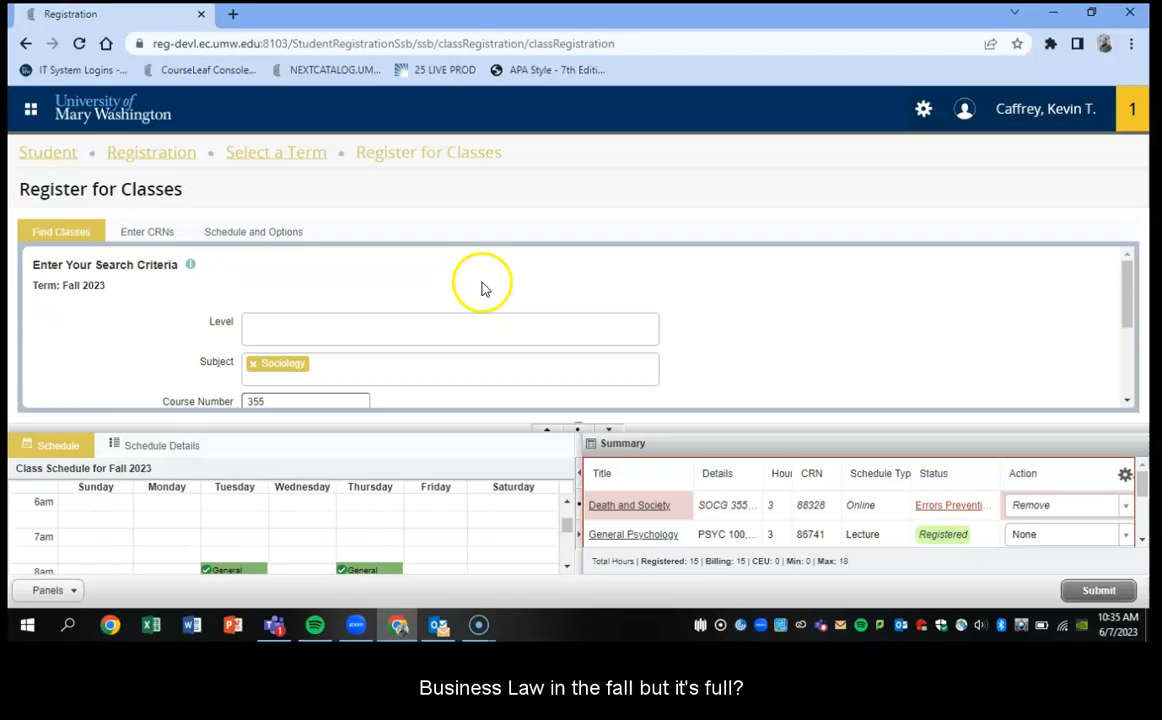 Registration
reg-devl.ec.umw.edu:8103/StudentRegistrationSsb/ssb/classRegistration/classRegistration
IT System Logins -... CourseLeaf Console... NEXTCATALOG.UM... 25 LIVE PROD APA Style - 7th Editi...
University of
Mary Washington
Caffrey, Kevin T. 1
Student • Registration • Select a Term • Register for Classes
Register for Classes
Find Classes Enter CRNs Schedule and Options
Enter Your Search Criteria
Term: Fall 2023
Level
Subject Sociology
Course Number 355
Schedule Schedule Details
Class Schedule for Fall 2023
Sunday Monday Tuesday Wednesday Thursday Friday Saturday
6am
7am
8am General General
Summary
Title Details Hour CRN Schedule Typ Status Action
Death and Society SOCG 355... 3 88328 Online Errors Preventi... Remove
General Psychology PSYC 100,... 3 86741 Lecture Registered None
Total Hours | Registered: 15 | Billing: 15 | CEU: 0 | Min: 0 | Max: 18
Panels Submit
10:35 AM
6/7/2023
Business Law in the fall but it's full?